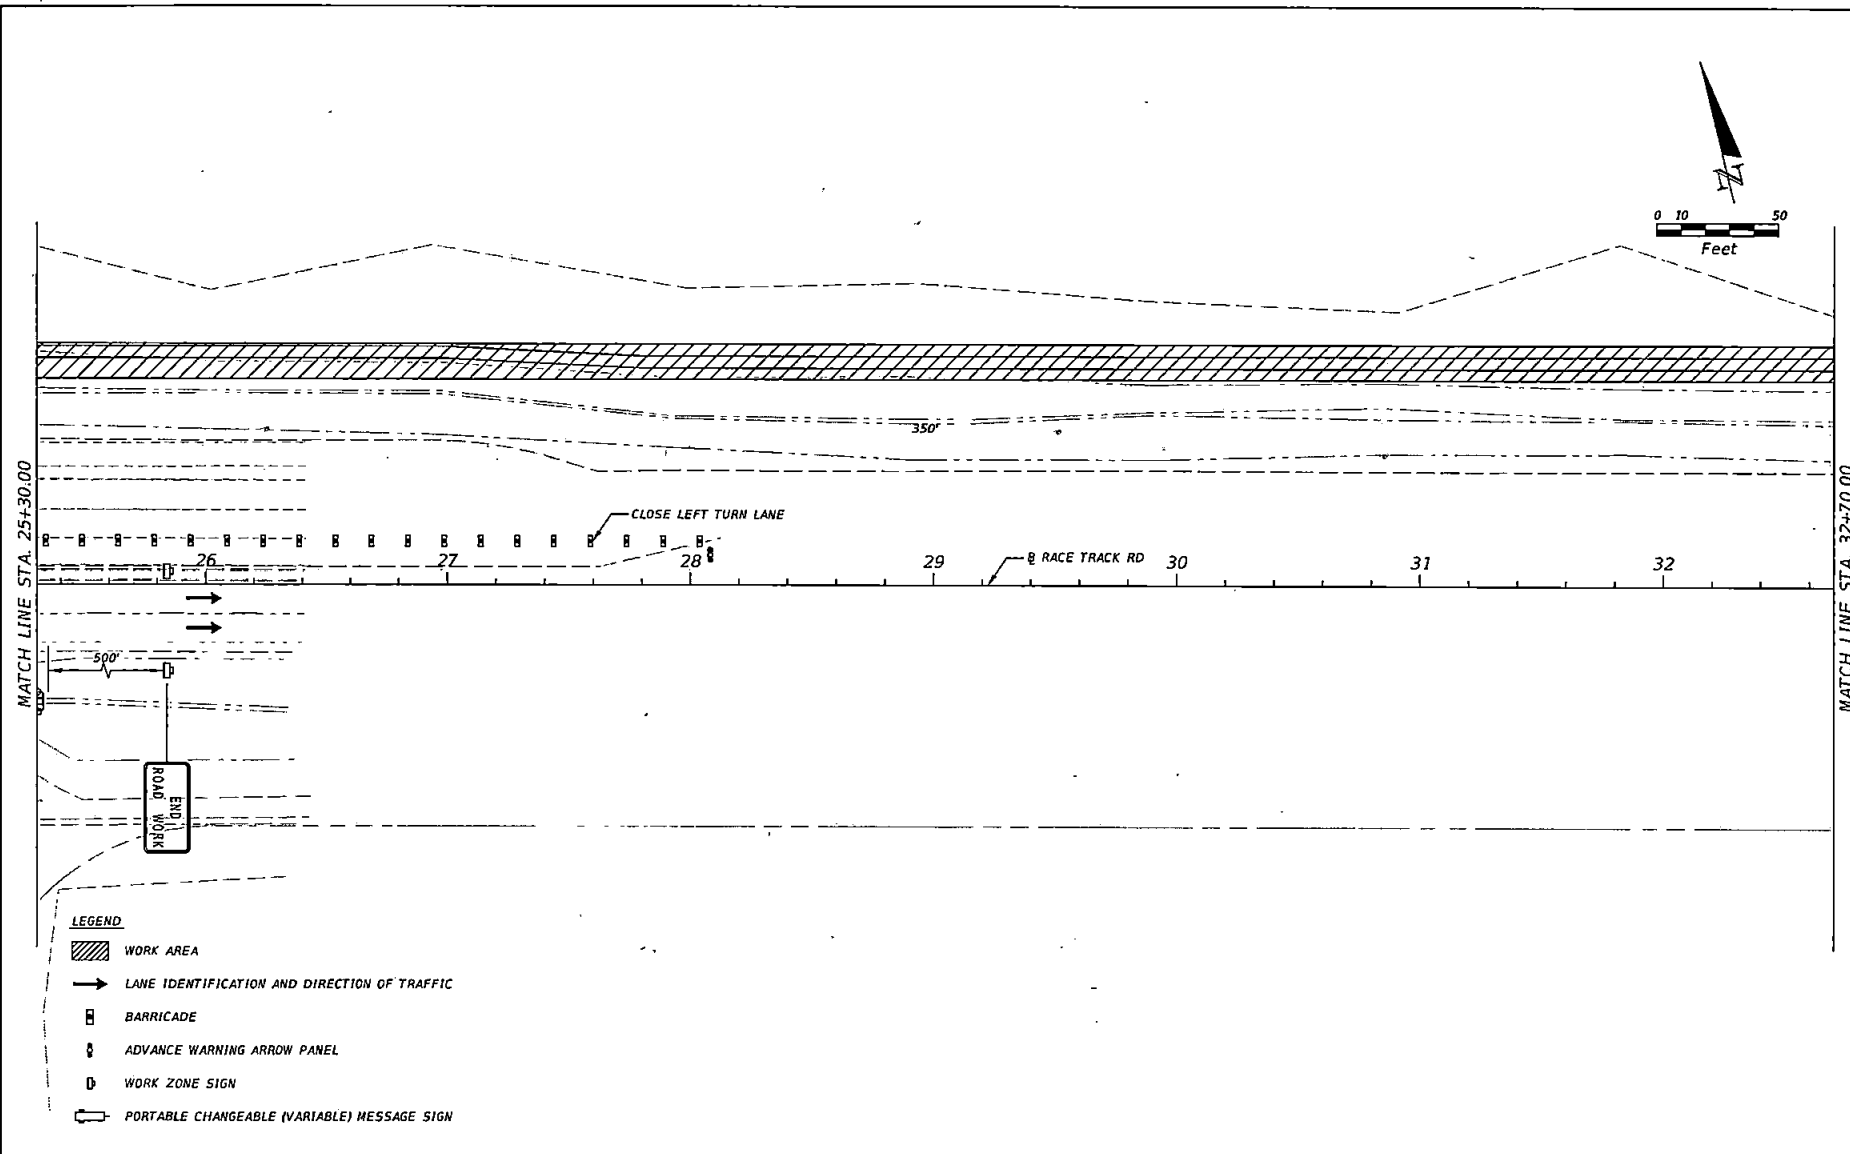 N
0 10 50
Feet
350'
CLOSE LEFT TURN LANE
26 27 28 29 30 31 32
℄ RACE TRACK RD
MATCH LINE STA. 25+30.00
MATCH LINE STA. 32+70.00
500'
END
ROAD WORK
LEGEND
WORK AREA
LANE IDENTIFICATION AND DIRECTION OF TRAFFIC
BARRICADE
ADVANCE WARNING ARROW PANEL
WORK ZONE SIGN
PORTABLE CHANGEABLE (VARIABLE) MESSAGE SIGN